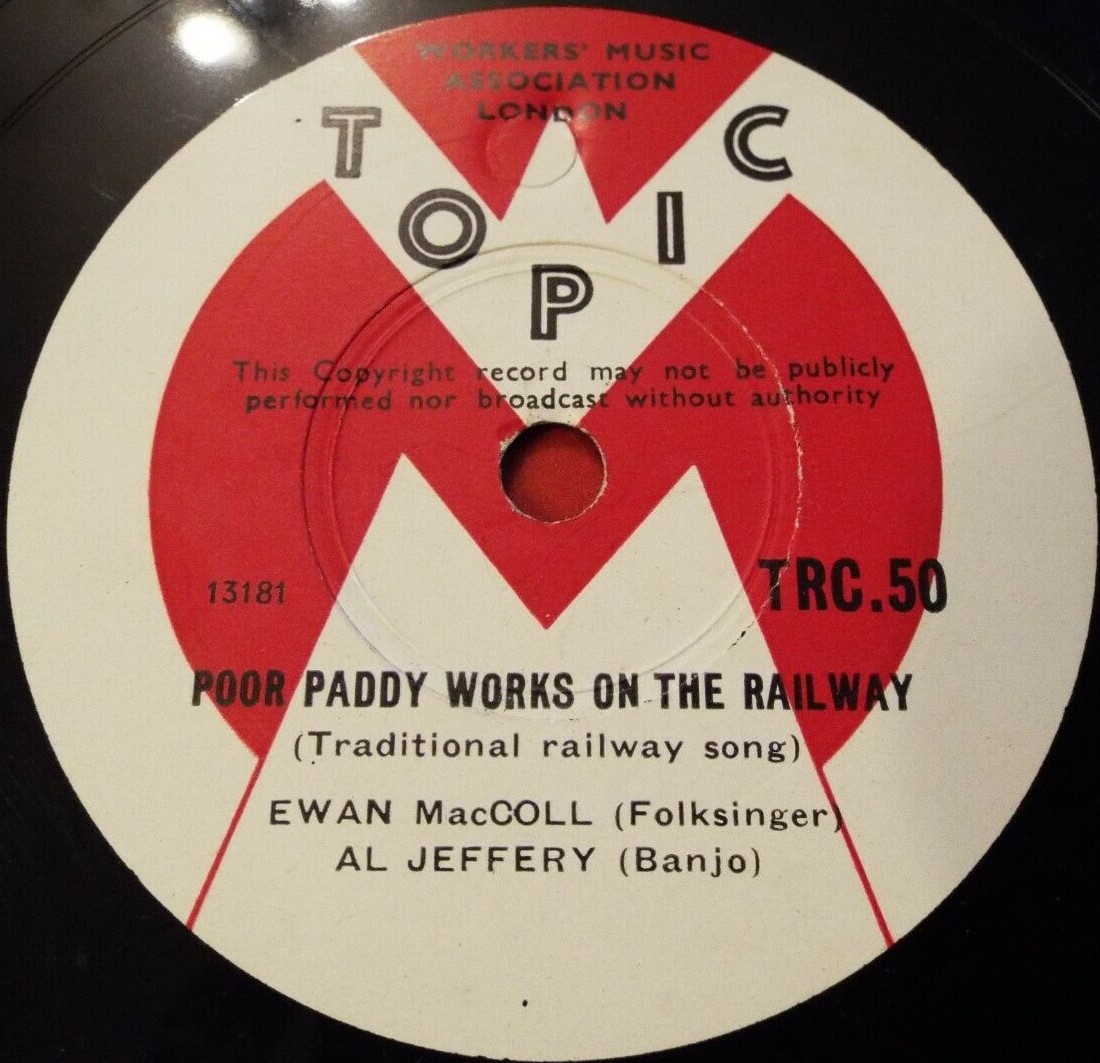 WORKERS' MUSIC
ASSOCIATION
LONDON
TOPIC
This Copyright record may not be publicly
performed nor broadcast without authority
13181
TRC.50
POOR PADDY WORKS ON THE RAILWAY
(Traditional railway song)
EWAN MacCOLL (Folksinger)
AL JEFFERY (Banjo)